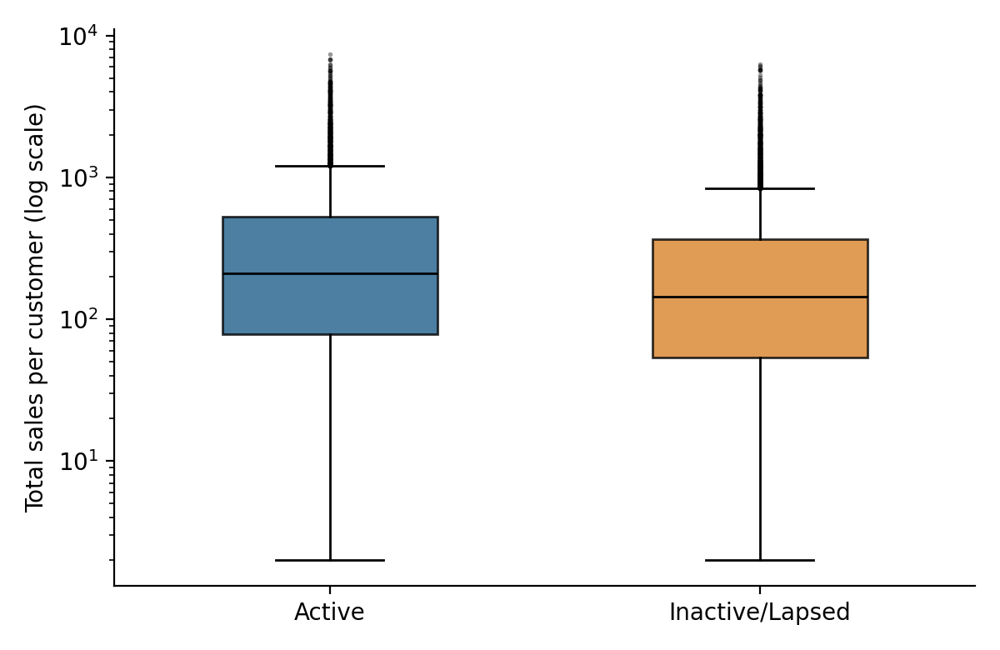 Total sales per customer (log scale)
10⁴
10³
10²
10¹
Active
Inactive/Lapsed